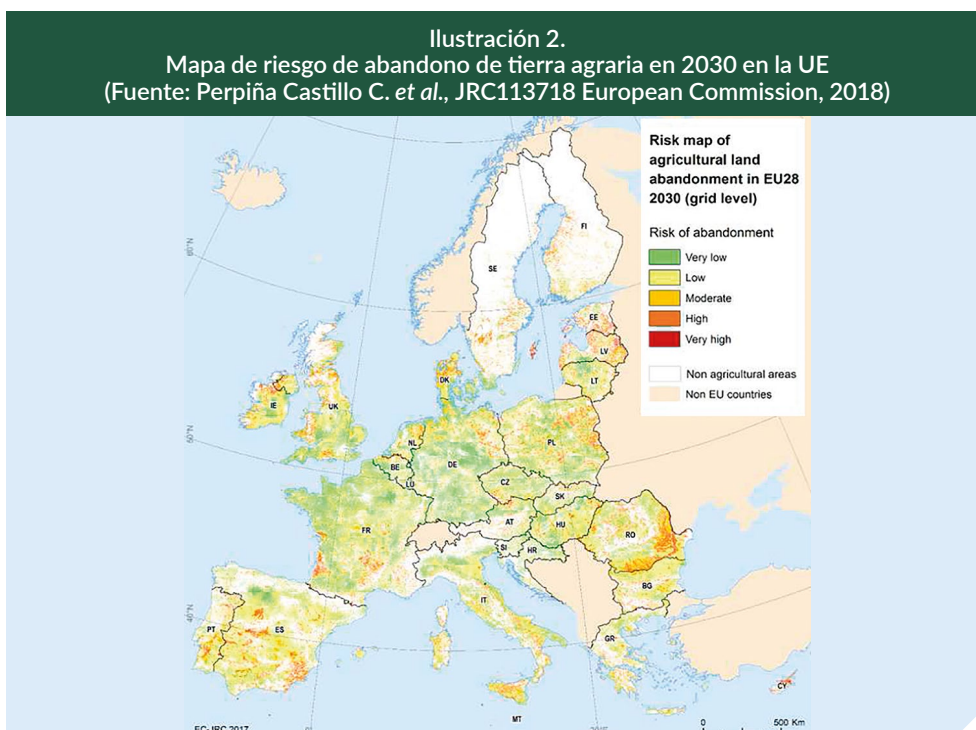 Ilustración 2.
Mapa de riesgo de abandono de tierra agraria en 2030 en la UE
(Fuente: Perpiña Castillo C. et al., JRC113718 European Commission, 2018)
Risk map of
agricultural land
abandonment in EU28
2030 (grid level)
Risk of abandonment
Very low
Low
Moderate
High
Very high
Non agricultural areas
Non EU countries
60°N
FI
SE
EE
LV
LT
DK
IE
UK
50°N
NL
PL
BE
DE
LU
CZ
SK
FR
AT
HU
RO
SI
HR
BG
IT
40°N
PT
ES
GR
CY
MT
0
500 Km